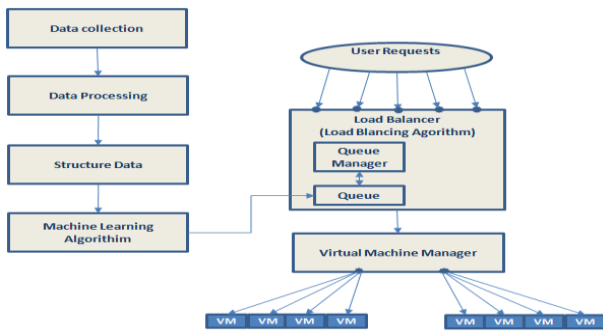 Data collection
Data Processing
Structure Data
Machine Learning
Algorithim
User Requests
Load Balancer
(Load Blancing Agorithm)
Queue
Manager
Queue
Virtual Machine Manager
VM VM VM VM
VM VM VM VM